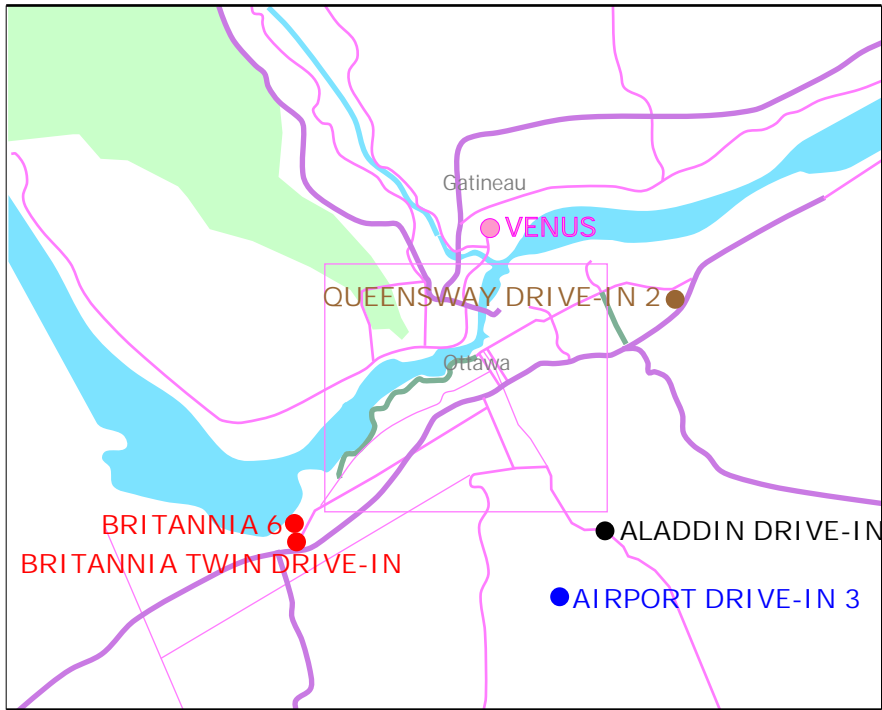 Gatineau
VENUS
QUEENSWAY DRIVE-IN 2
Ottawa
BRITANNIA 6
ALADDIN DRIVE-IN
BRITANNIA TWIN DRIVE-IN
AIRPORT DRIVE-IN 3